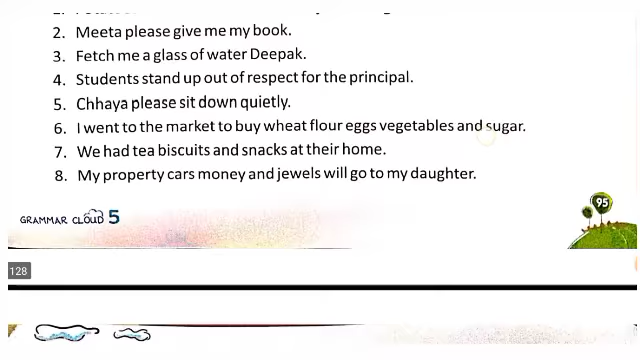 2. Meeta please give me my book.
3. Fetch me a glass of water Deepak.
4. Students stand up out of respect for the principal.
5. Chhaya please sit down quietly.
6. I went to the market to buy wheat flour eggs vegetables and sugar.
7. We had tea biscuits and snacks at their home.
8. My property cars money and jewels will go to my daughter.
95
GRAMMAR CLOUD 5
128